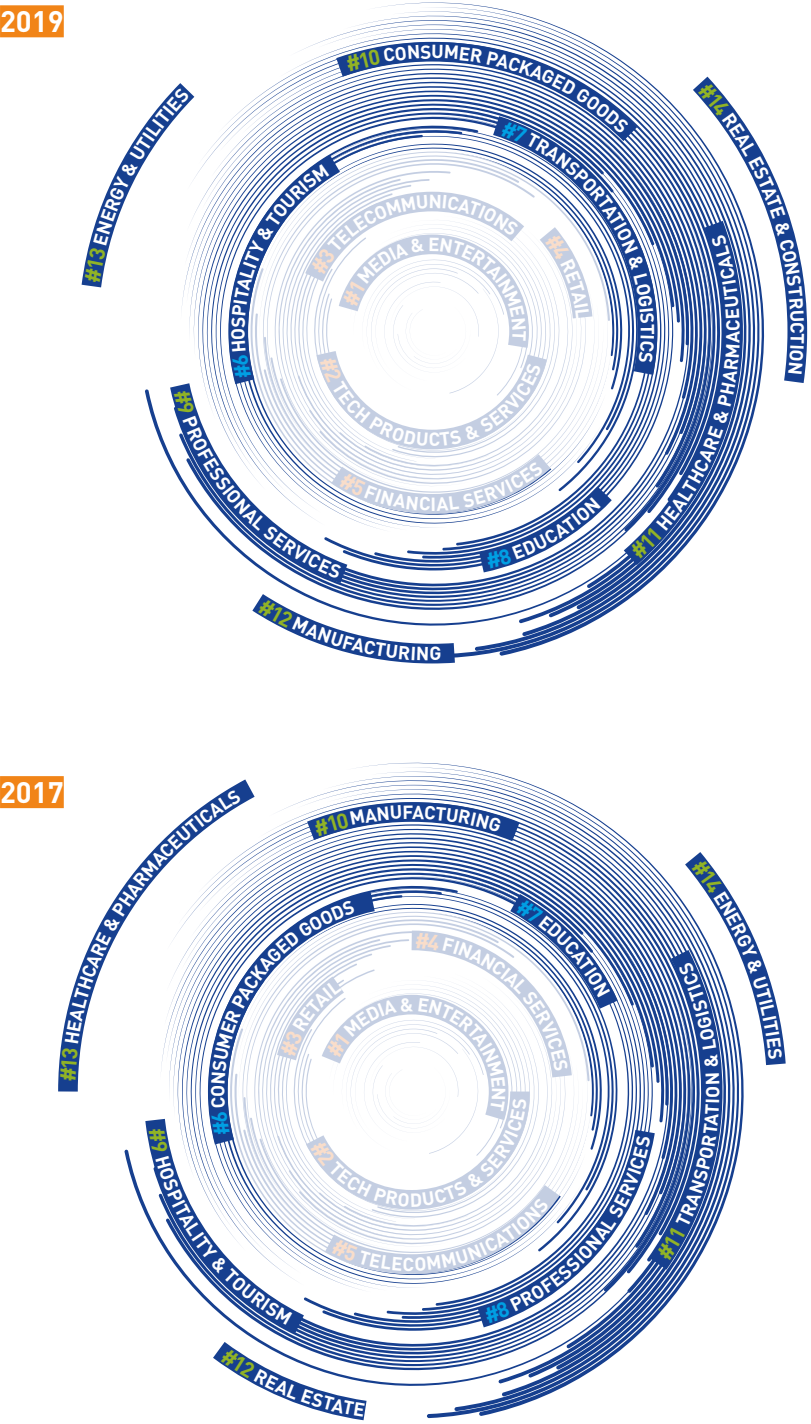 2019
#1 MEDIA & ENTERTAINMENT
#2 TECH PRODUCTS & SERVICES
#3 TELECOMMUNICATIONS
#4 RETAIL
#5 FINANCIAL SERVICES
#6 HOSPITALITY & TOURISM
#7 TRANSPORTATION & LOGISTICS
#8 EDUCATION
#9 PROFESSIONAL SERVICES
#10 CONSUMER PACKAGED GOODS
#11 HEALTHCARE & PHARMACEUTICALS
#12 MANUFACTURING
#13 ENERGY & UTILITIES
#14 REAL ESTATE & CONSTRUCTION
2017
#1 MEDIA & ENTERTAINMENT
#2 TECH PRODUCTS & SERVICES
#3 RETAIL
#4 FINANCIAL SERVICES
#5 TELECOMMUNICATIONS
#6 CONSUMER PACKAGED GOODS
#7 EDUCATION
#8 PROFESSIONAL SERVICES
#9 HOSPITALITY & TOURISM
#10 MANUFACTURING
#11 TRANSPORTATION & LOGISTICS
#12 REAL ESTATE
#13 HEALTHCARE & PHARMACEUTICALS
#14 ENERGY & UTILITIES